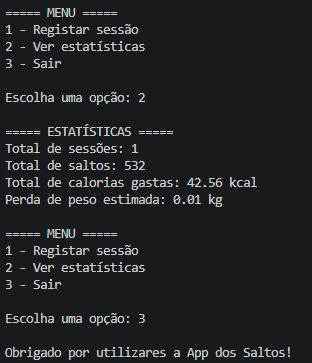 ===== MENU =====
1 - Registar sessão
2 - Ver estatísticas
3 - Sair
Escolha uma opção: 2
===== ESTATÍSTICAS =====
Total de sessões: 1
Total de saltos: 532
Total de calorias gastas: 42.56 kcal
Perda de peso estimada: 0.01 kg
===== MENU =====
1 - Registar sessão
2 - Ver estatísticas
3 - Sair
Escolha uma opção: 3
Obrigado por utilizares a App dos Saltos!